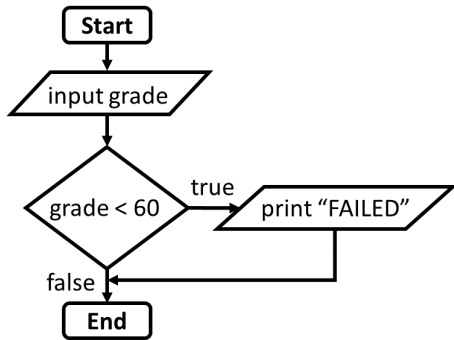 Start
input grade
grade < 60
true
print “FAILED”
false
End